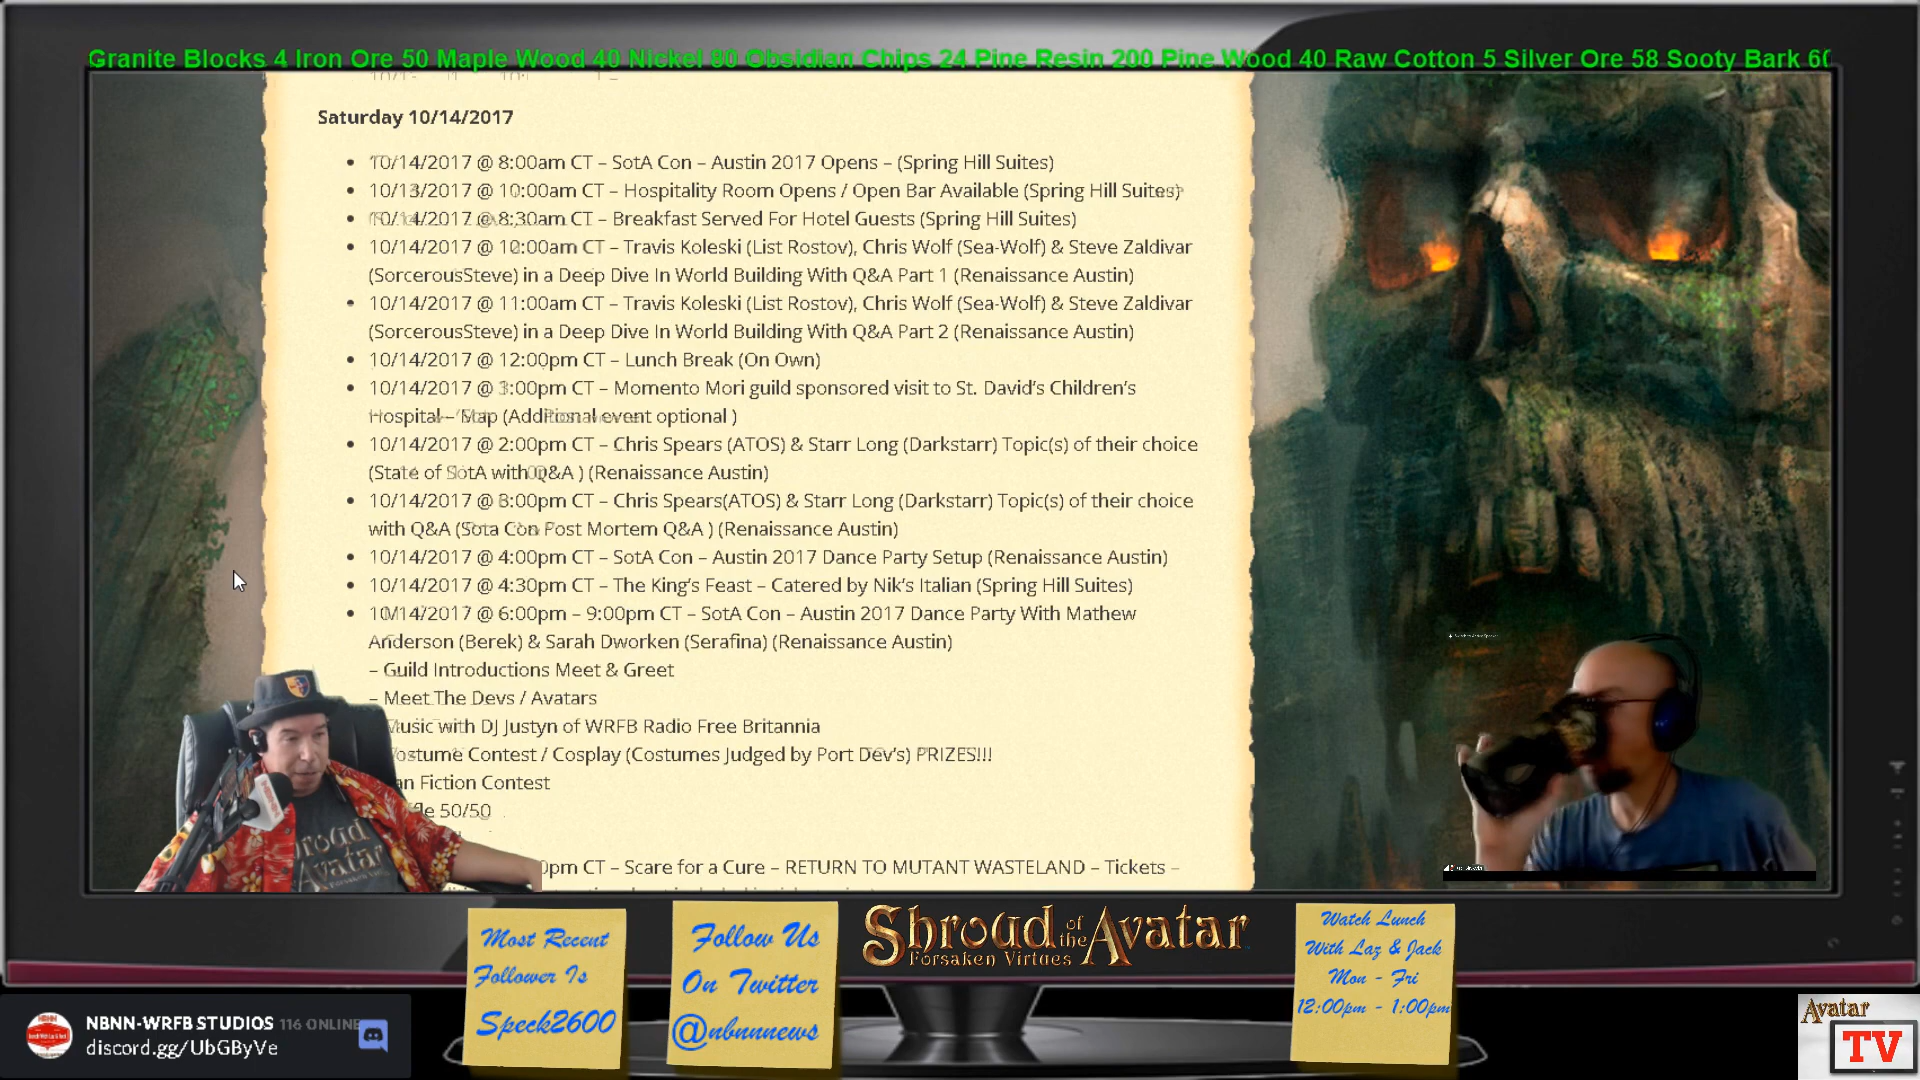 Granite Blocks 4 Iron Ore 50 Maple Wood 40 Nickel 80 Obsidian Chips 24 Pine Resin 200 Pine Wood 40 Raw Cotton 5 Silver Ore 58 Sooty Bark 60
Saturday 10/14/2017
10/14/2017 @ 8:00am CT – SotA Con – Austin 2017 Opens – (Spring Hill Suites)
10/13/2017 @ 10:00am CT – Hospitality Room Opens / Open Bar Available (Spring Hill Suites)
10/14/2017 @ 8:30am CT – Breakfast Served For Hotel Guests (Spring Hill Suites)
10/14/2017 @ 10:00am CT – Travis Koleski (List Rostov), Chris Wolf (Sea-Wolf) & Steve Zaldivar
(SorcerousSteve) in a Deep Dive In World Building With Q&A Part 1 (Renaissance Austin)
10/14/2017 @ 11:00am CT – Travis Koleski (List Rostov), Chris Wolf (Sea-Wolf) & Steve Zaldivar
(SorcerousSteve) in a Deep Dive In World Building With Q&A Part 2 (Renaissance Austin)
10/14/2017 @ 12:00pm CT – Lunch Break (On Own)
10/14/2017 @ :00pm CT – Momento Mori guild sponsored visit to St. David's Children's
Hospital – Map (Additional event optional )
10/14/2017 @ 2:00pm CT – Chris Spears (ATOS) & Starr Long (Darkstarr) Topic(s) of their choice
(State of SotA with Q&A ) (Renaissance Austin)
10/14/2017 @ 3:00pm CT – Chris Spears(ATOS) & Starr Long (Darkstarr) Topic(s) of their choice
with Q&A (Sota Con Post Mortem Q&A ) (Renaissance Austin)
10/14/2017 @ 4:00pm CT – SotA Con – Austin 2017 Dance Party Setup (Renaissance Austin)
10/14/2017 @ 4:30pm CT – The King's Feast – Catered by Nik's Italian (Spring Hill Suites)
10/14/2017 @ 6:00pm – 9:00pm CT – SotA Con – Austin 2017 Dance Party With Mathew
Anderson (Berek) & Sarah Dworken (Serafina) (Renaissance Austin)
– Guild Introductions Meet & Greet
– Meet The Devs / Avatars
Music with DJ Justyn of WRFB Radio Free Britannia
ostume Contest / Cosplay (Costumes Judged by Port Dev's) PRIZES!!!
an Fiction Contest
fle 50/50
0pm CT – Scare for a Cure – RETURN TO MUTANT WASTELAND – Tickets –
Shroud
Avatar
Most Recent
Follower Is
Speck2600
Follow Us
On Twitter
@nbnnnews
Shroud of the Avatar
Forsaken Virtues
Watch Lunch
With Laz & Jack
Mon - Fri
12:00pm - 1:00pm
NBNN-WRFB STUDIOS 116 ONLINE
discord.gg/UbGByVe
Avatar
TV